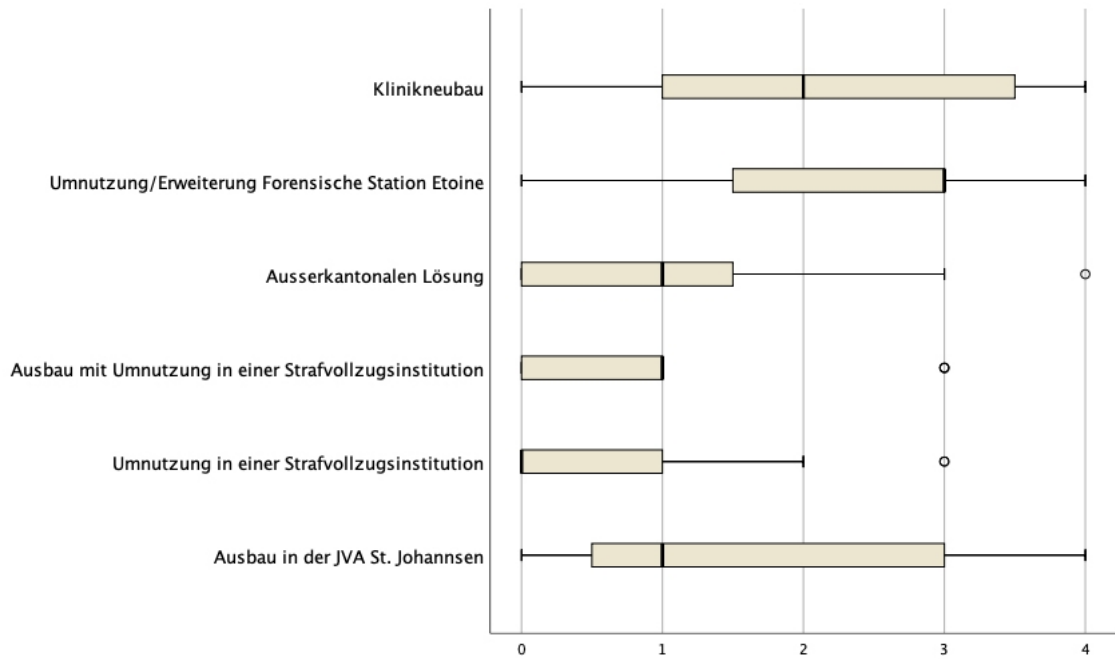 Klinikneubau
Umnutzung/Erweiterung Forensische Station Etoine
Ausserkantonalen Lösung
Ausbau mit Umnutzung in einer Strafvollzugsinstitution
Umnutzung in einer Strafvollzugsinstitution
Ausbau in der JVA St. Johannsen
0 1 2 3 4